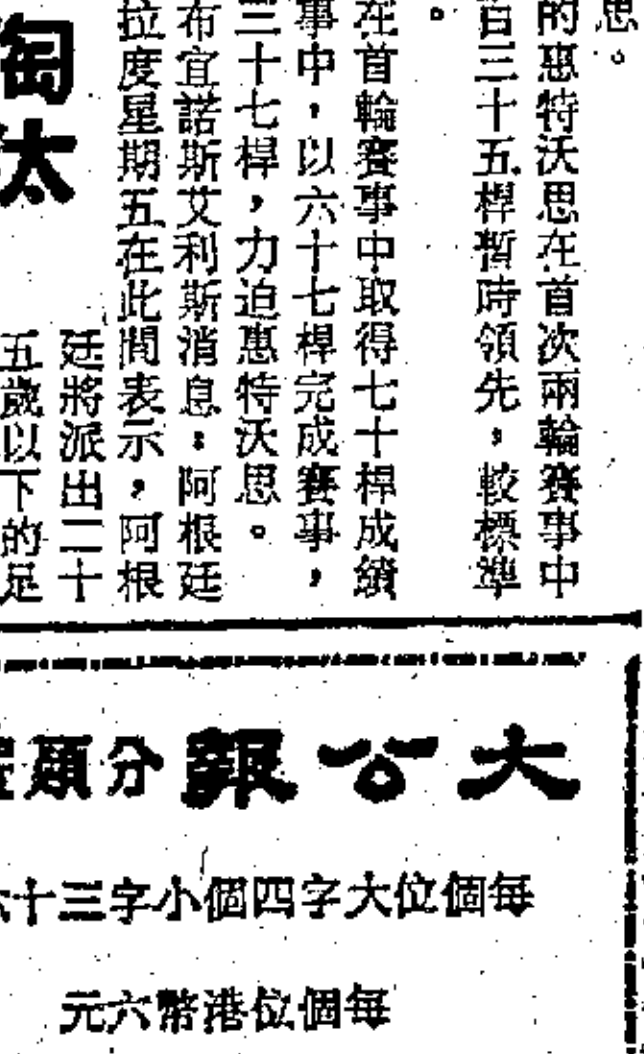 思。
的惠特沃思在首次兩輪賽事中
百三十五桿暫時領先，較標準
。
在首輪賽事中取得七十桿成績
事中，以六十七桿完成賽事，
三十七桿，力迫惠特沃思。
布宜諾斯艾利斯消息：阿根廷
拉度星期五在此間表示，阿根
廷將派出二十
五歲以下的足
淘汰
大公報分類
每個位大字四個小字三十六
每個位港幣六元